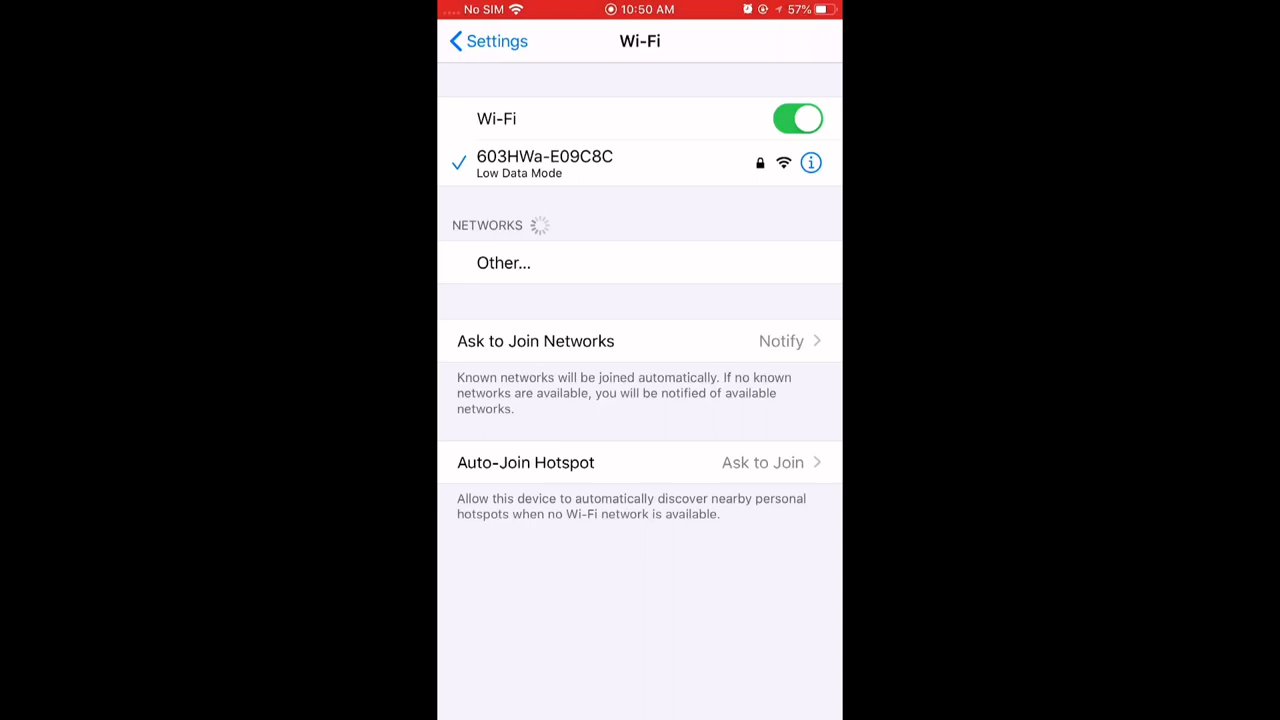 No SIM 10:50 AM 57%
Settings Wi-Fi
Wi-Fi
603HWa-E09C8C
Low Data Mode
NETWORKS
Other...
Ask to Join Networks Notify
Known networks will be joined automatically. If no known
networks are available, you will be notified of available
networks.
Auto-Join Hotspot Ask to Join
Allow this device to automatically discover nearby personal
hotspots when no Wi-Fi network is available.